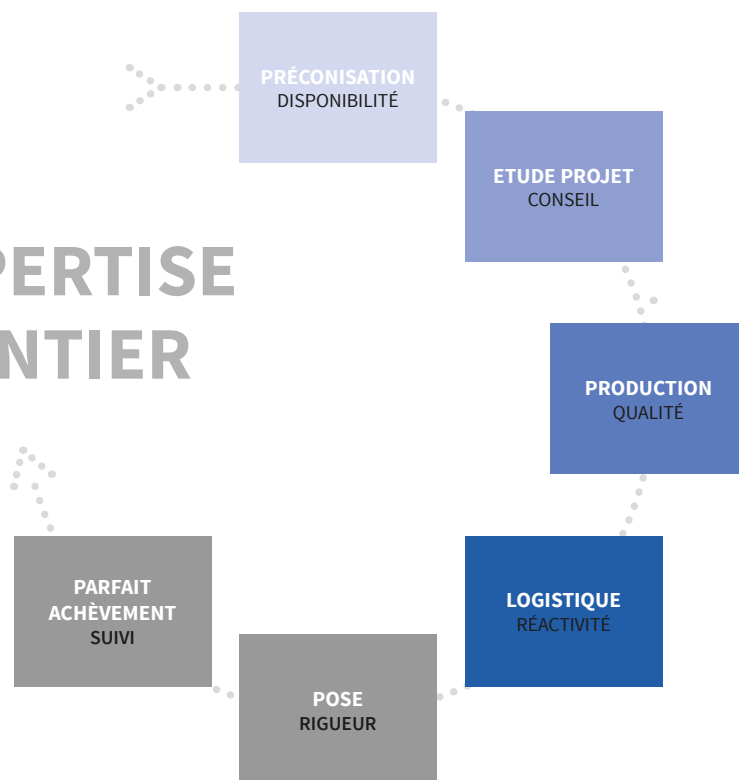 PRÉCONISATION
DISPONIBILITÉ
ETUDE PROJET
CONSEIL
PERTISE
NTIER
PRODUCTION
QUALITÉ
LOGISTIQUE
RÉACTIVITÉ
POSE
RIGUEUR
PARFAIT
ACHÈVEMENT
SUIVI